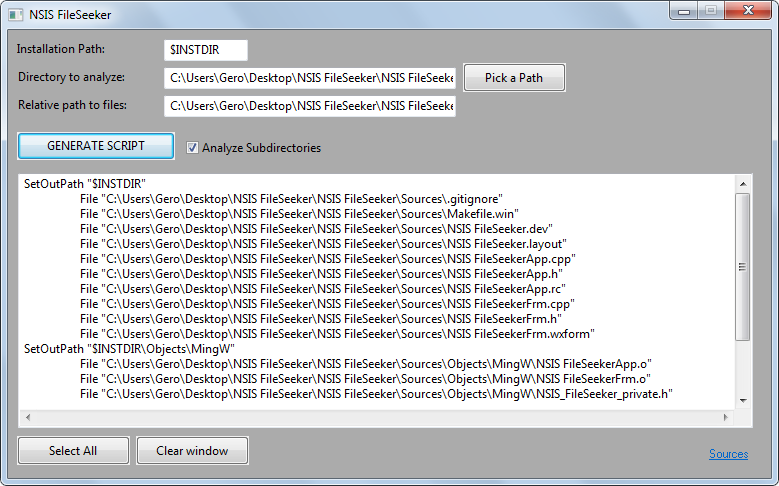 NSIS FileSeeker
Installation Path:
$INSTDIR
Directory to analyze:
C:\Users\Gero\Desktop\NSIS FileSeeker\NSIS FileSeeke
Pick a Path
Relative path to files:
C:\Users\Gero\Desktop\NSIS FileSeeker\NSIS FileSeeke
GENERATE SCRIPT
Analyze Subdirectories
SetOutPath "$INSTDIR"
File "C:\Users\Gero\Desktop\NSIS FileSeeker\NSIS FileSeeker\Sources\.gitignore"
File "C:\Users\Gero\Desktop\NSIS FileSeeker\NSIS FileSeeker\Sources\Makefile.win"
File "C:\Users\Gero\Desktop\NSIS FileSeeker\NSIS FileSeeker\Sources\NSIS FileSeeker.dev"
File "C:\Users\Gero\Desktop\NSIS FileSeeker\NSIS FileSeeker\Sources\NSIS FileSeeker.layout"
File "C:\Users\Gero\Desktop\NSIS FileSeeker\NSIS FileSeeker\Sources\NSIS FileSeekerApp.cpp"
File "C:\Users\Gero\Desktop\NSIS FileSeeker\NSIS FileSeeker\Sources\NSIS FileSeekerApp.h"
File "C:\Users\Gero\Desktop\NSIS FileSeeker\NSIS FileSeeker\Sources\NSIS FileSeekerApp.rc"
File "C:\Users\Gero\Desktop\NSIS FileSeeker\NSIS FileSeeker\Sources\NSIS FileSeekerFrm.cpp"
File "C:\Users\Gero\Desktop\NSIS FileSeeker\NSIS FileSeeker\Sources\NSIS FileSeekerFrm.h"
File "C:\Users\Gero\Desktop\NSIS FileSeeker\NSIS FileSeeker\Sources\NSIS FileSeekerFrm.wxform"
SetOutPath "$INSTDIR\Objects\MingW"
File "C:\Users\Gero\Desktop\NSIS FileSeeker\NSIS FileSeeker\Sources\Objects\MingW\NSIS FileSeekerApp.o"
File "C:\Users\Gero\Desktop\NSIS FileSeeker\NSIS FileSeeker\Sources\Objects\MingW\NSIS FileSeekerFrm.o"
File "C:\Users\Gero\Desktop\NSIS FileSeeker\NSIS FileSeeker\Sources\Objects\MingW\NSIS_FileSeeker_private.h"
Select All
Clear window
Sources